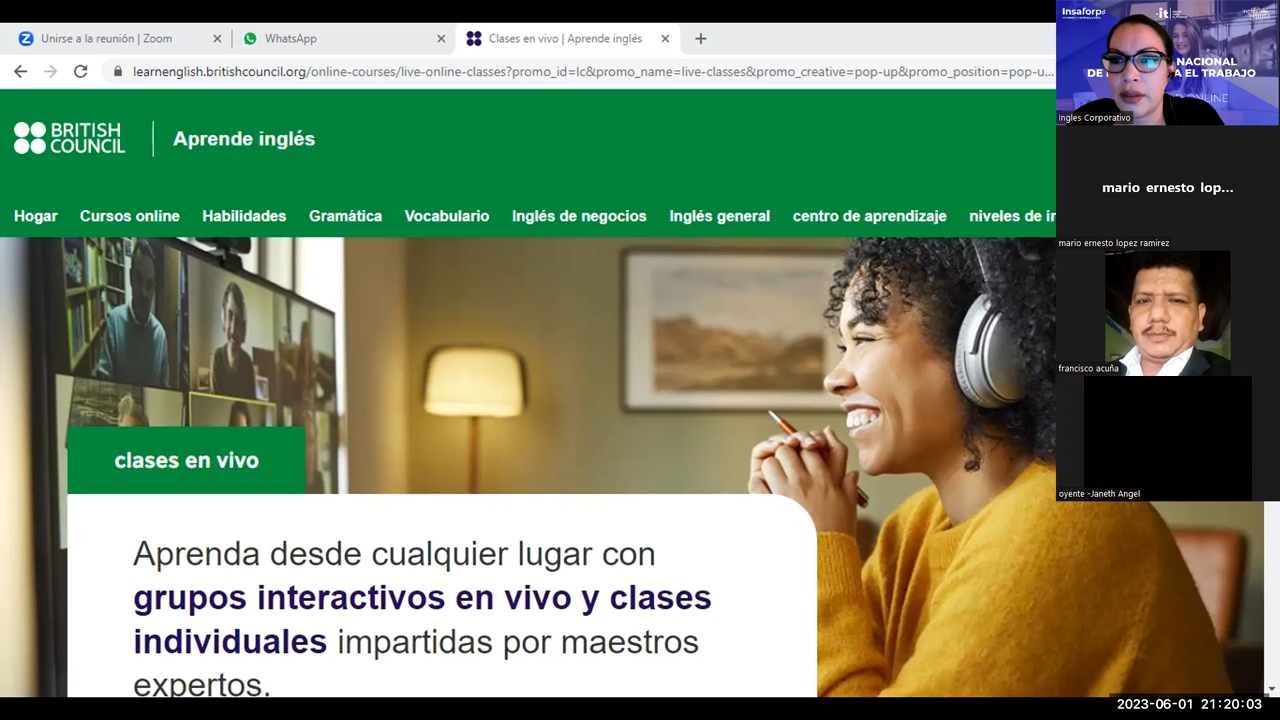 Unirse a la reunión | Zoom
WhatsApp
Clases en vivo | Aprende inglés
learnenglish.britishcouncil.org/online-courses/live-online-classes?promo_id=lc&promo_name=live-classes&promo_creative=pop-up&promo_position=pop-u...
BRITISH
COUNCIL
Aprende inglés
Hogar
Cursos online
Habilidades
Gramática
Vocabulario
Inglés de negocios
Inglés general
centro de aprendizaje
niveles de in
clases en vivo
Aprenda desde cualquier lugar con
grupos interactivos en vivo y clases
individuales impartidas por maestros
expertos.
Insaforp
NACIONAL
DE A EL TRABAJO
ONLINE
Ingles Corporativo
mario ernesto lop...
mario ernesto lopez ramirez
francisco acuña
oyente -Janeth Angel
2023-06-01 21:20:03